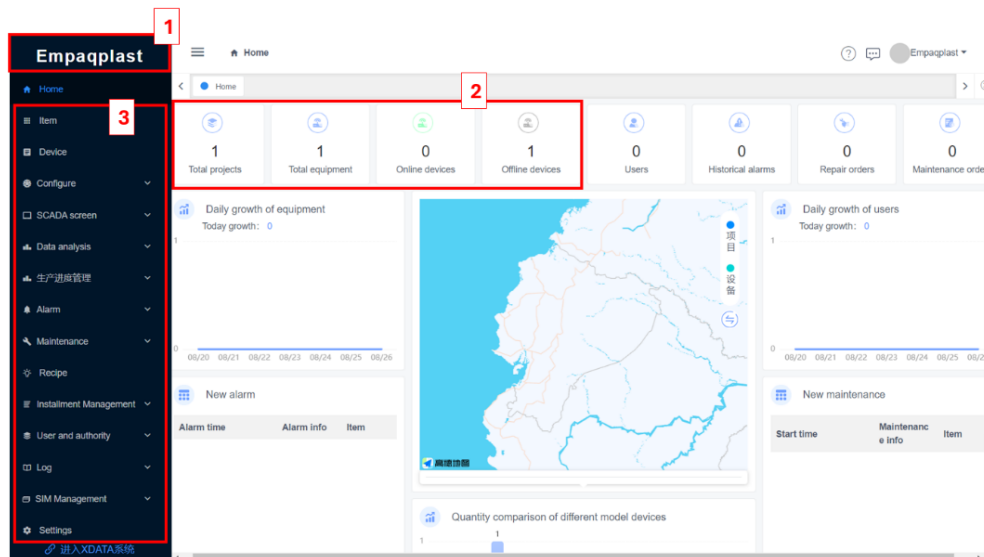 1
Empaqplast
Home
Empaqplast
Home
Home
2
3
Item
Device
Configure
SCADA screen
Data analysis
生产进度管理
Alarm
Maintenance
Recipe
Installment Management
User and authority
Log
SIM Management
Settings
进入XDATA系统
1
Total projects
1
Total equipment
0
Online devices
1
Offline devices
0
Users
0
Historical alarms
0
Repair orders
0
Maintenance orde
Daily growth of equipment
Today growth: 0
1
0
08/20 08/21 08/22 08/23 08/24 08/25 08/26
项目
设备
高德地图
Daily growth of users
Today growth: 0
1
0
08/20 08/21 08/22 08/23 08/24 08/25 08/2
New alarm
Alarm time Alarm info Item
New maintenance
Start time Maintenanc
e info Item
Quantity comparison of different model devices
1
1